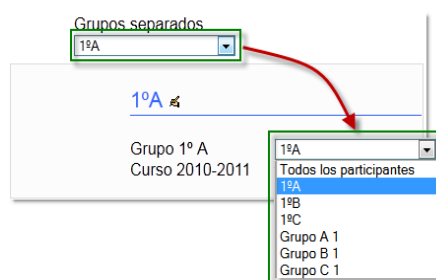 Grupos separados
1ºA
1ºA
Grupo 1º A
Curso 2010-2011
1ºA
Todos los participantes
1ºA
1ºB
1ºC
Grupo A 1
Grupo B 1
Grupo C 1